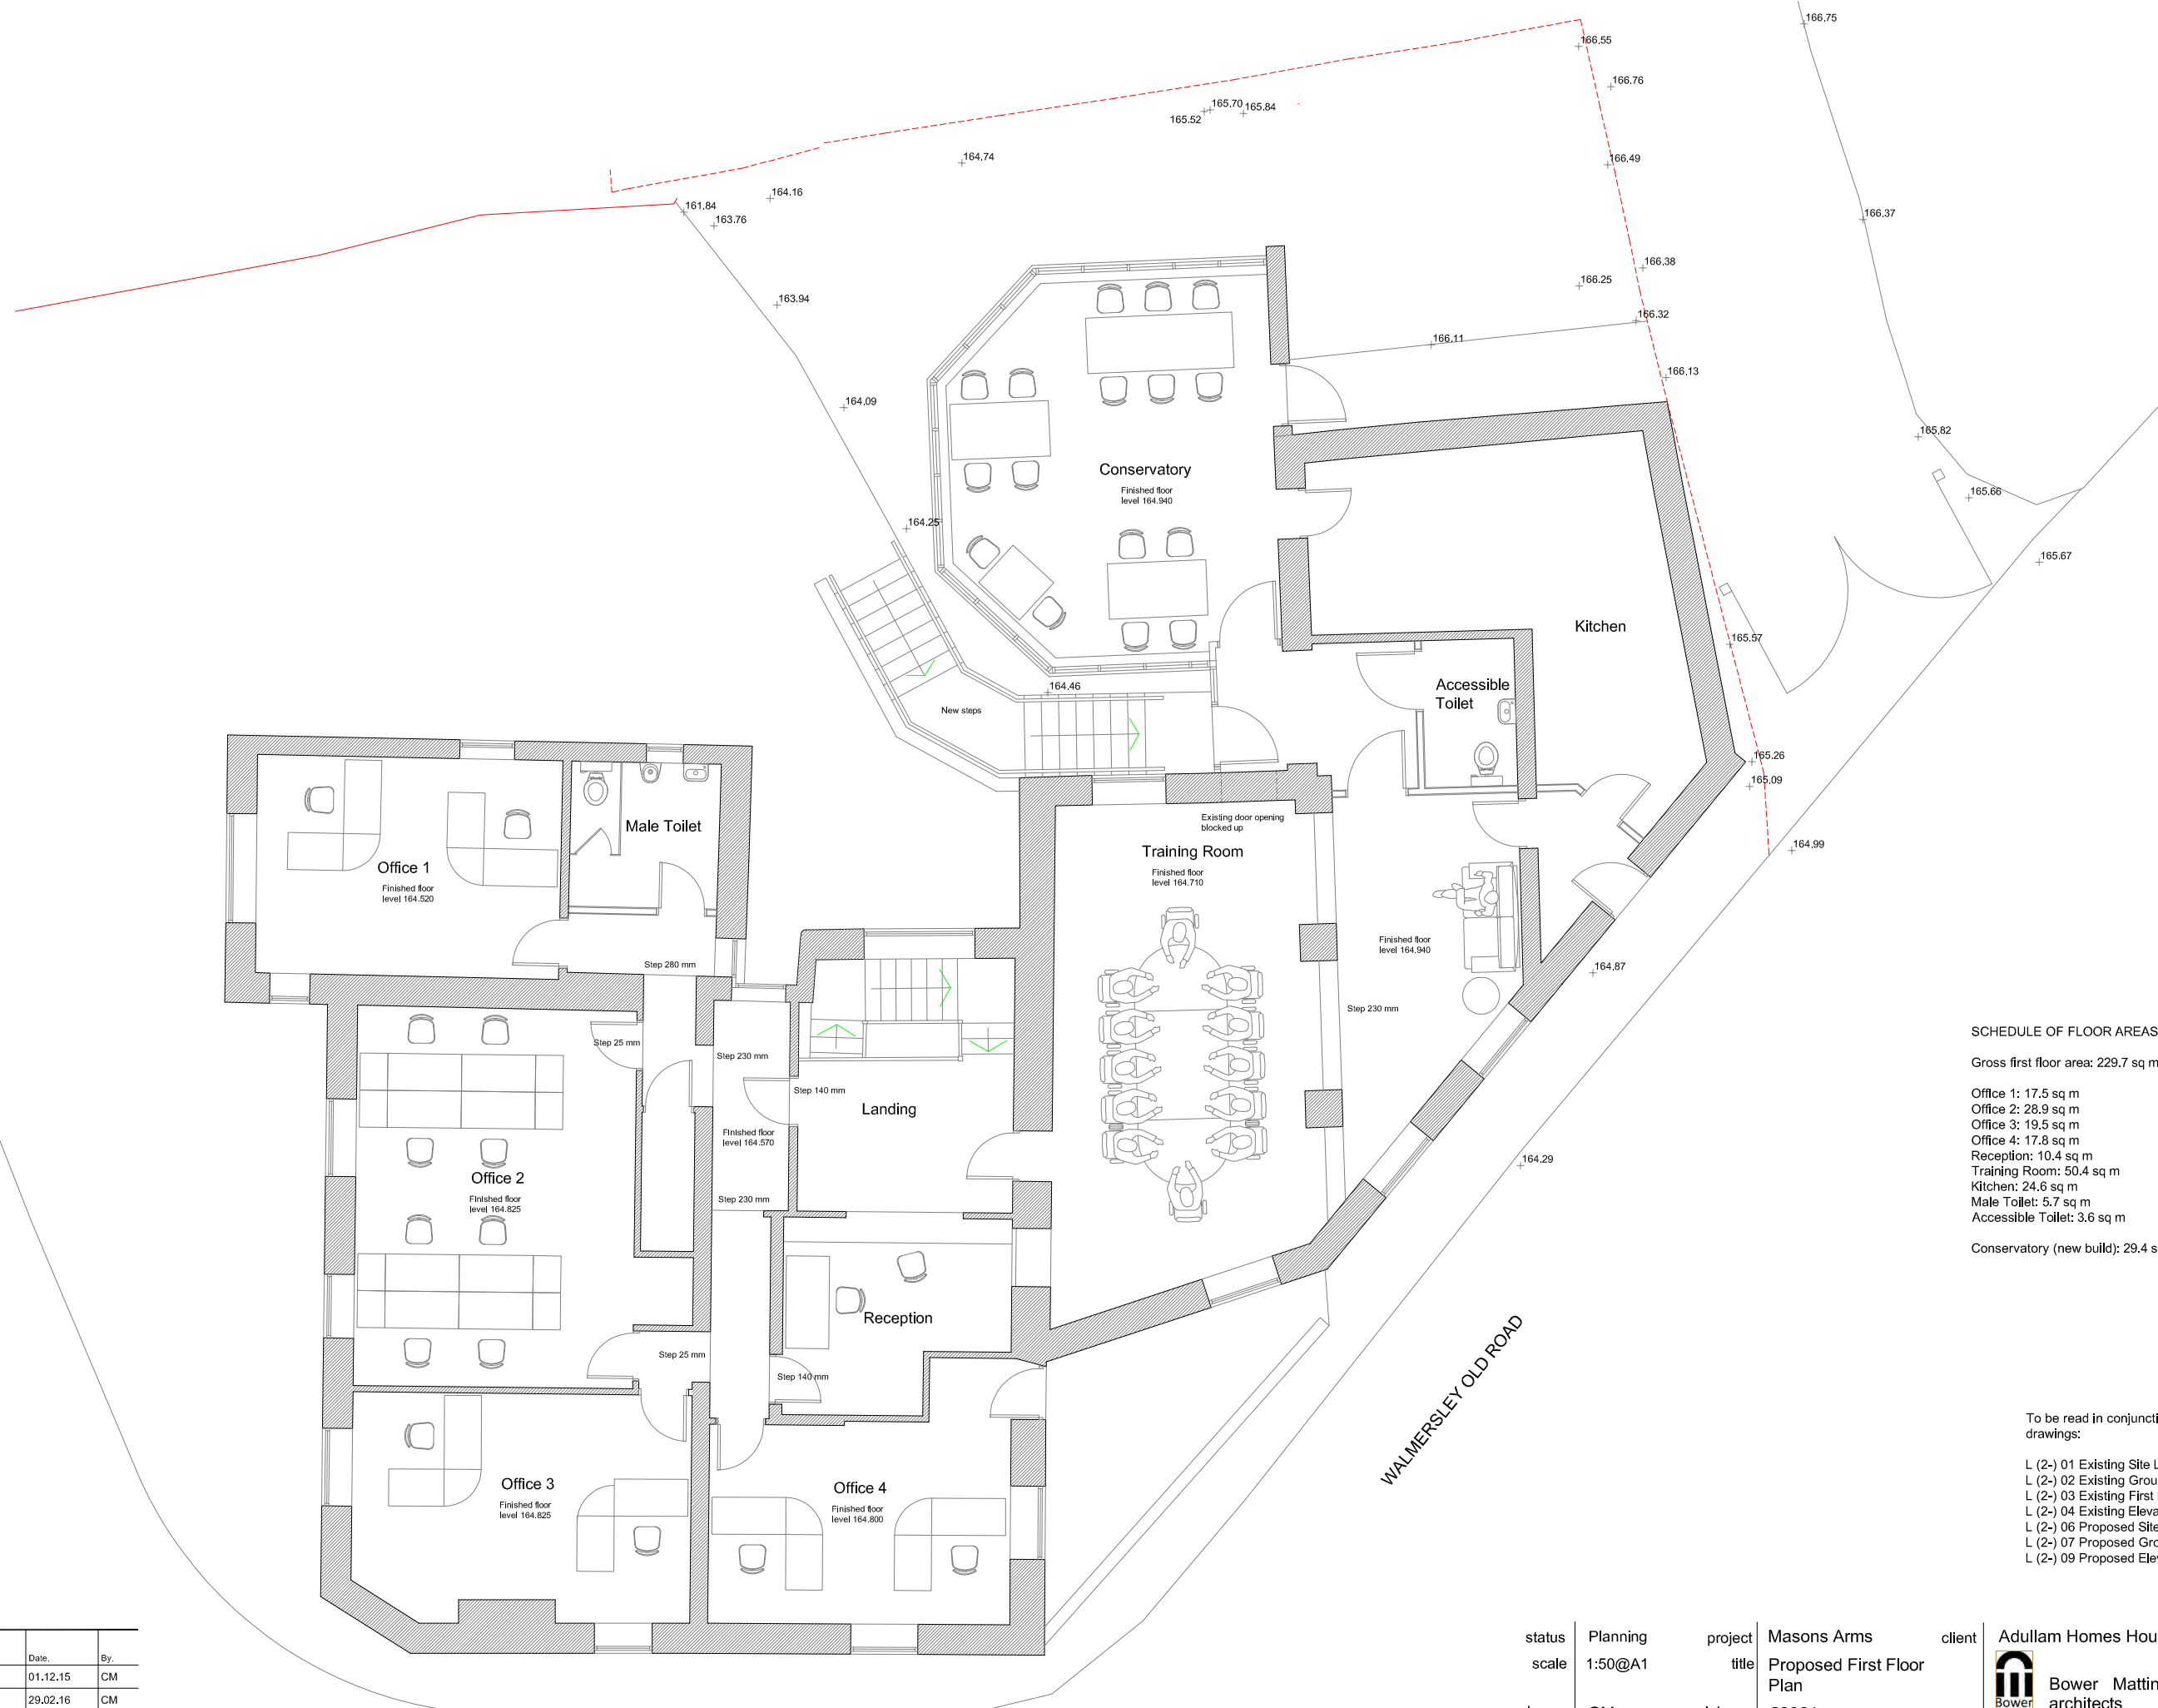 166.75
166.55
166.76
165.70
165.84
165.52
164.74
166.49
164.16
161.84
163.76
166.37
166.38
166.25
163.94
166.32
166.11
166.13
164.09
165.82
Conservatory
Finished floor
level 164.940
165.66
164.25
165.67
Kitchen
165.57
Accessible
Toilet
164.46
New steps
165.26
165.09
Existing door opening
blocked up
Male Toilet
Training Room
Finished floor
level 164.710
164.99
Office 1
Finished floor
level 164.520
Finished floor
level 164.940
Step 280 mm
164.87
Step 230 mm
Step 25 mm
Step 230 mm
Step 140 mm
Landing
Finished floor
level 164.570
164.29
Office 2
Finished floor
level 164.825
Step 230 mm
Reception
Step 25 mm
Step 140 mm
WALMERSLEY OLD ROAD
Office 3
Finished floor
level 164.825
Office 4
Finished floor
level 164.800
SCHEDULE OF FLOOR AREAS
Gross first floor area: 229.7 sq m
Office 1: 17.5 sq m
Office 2: 28.9 sq m
Office 3: 19.5 sq m
Office 4: 17.8 sq m
Reception: 10.4 sq m
Training Room: 50.4 sq m
Kitchen: 24.6 sq m
Male Toilet: 5.7 sq m
Accessible Toilet: 3.6 sq m
Conservatory (new build): 29.4 s
To be read in conjuncti
drawings:
L (2-) 01 Existing Site L
L (2-) 02 Existing Grou
L (2-) 03 Existing First
L (2-) 04 Existing Eleva
L (2-) 06 Proposed Site
L (2-) 07 Proposed Gro
L (2-) 09 Proposed Ele
Date. By.
01.12.15 CM
29.02.16 CM
status Planning project Masons Arms client Adullam Homes Hou
scale 1:50@A1 title Proposed First Floor
Plan
Bower Mattin
architects
Bower